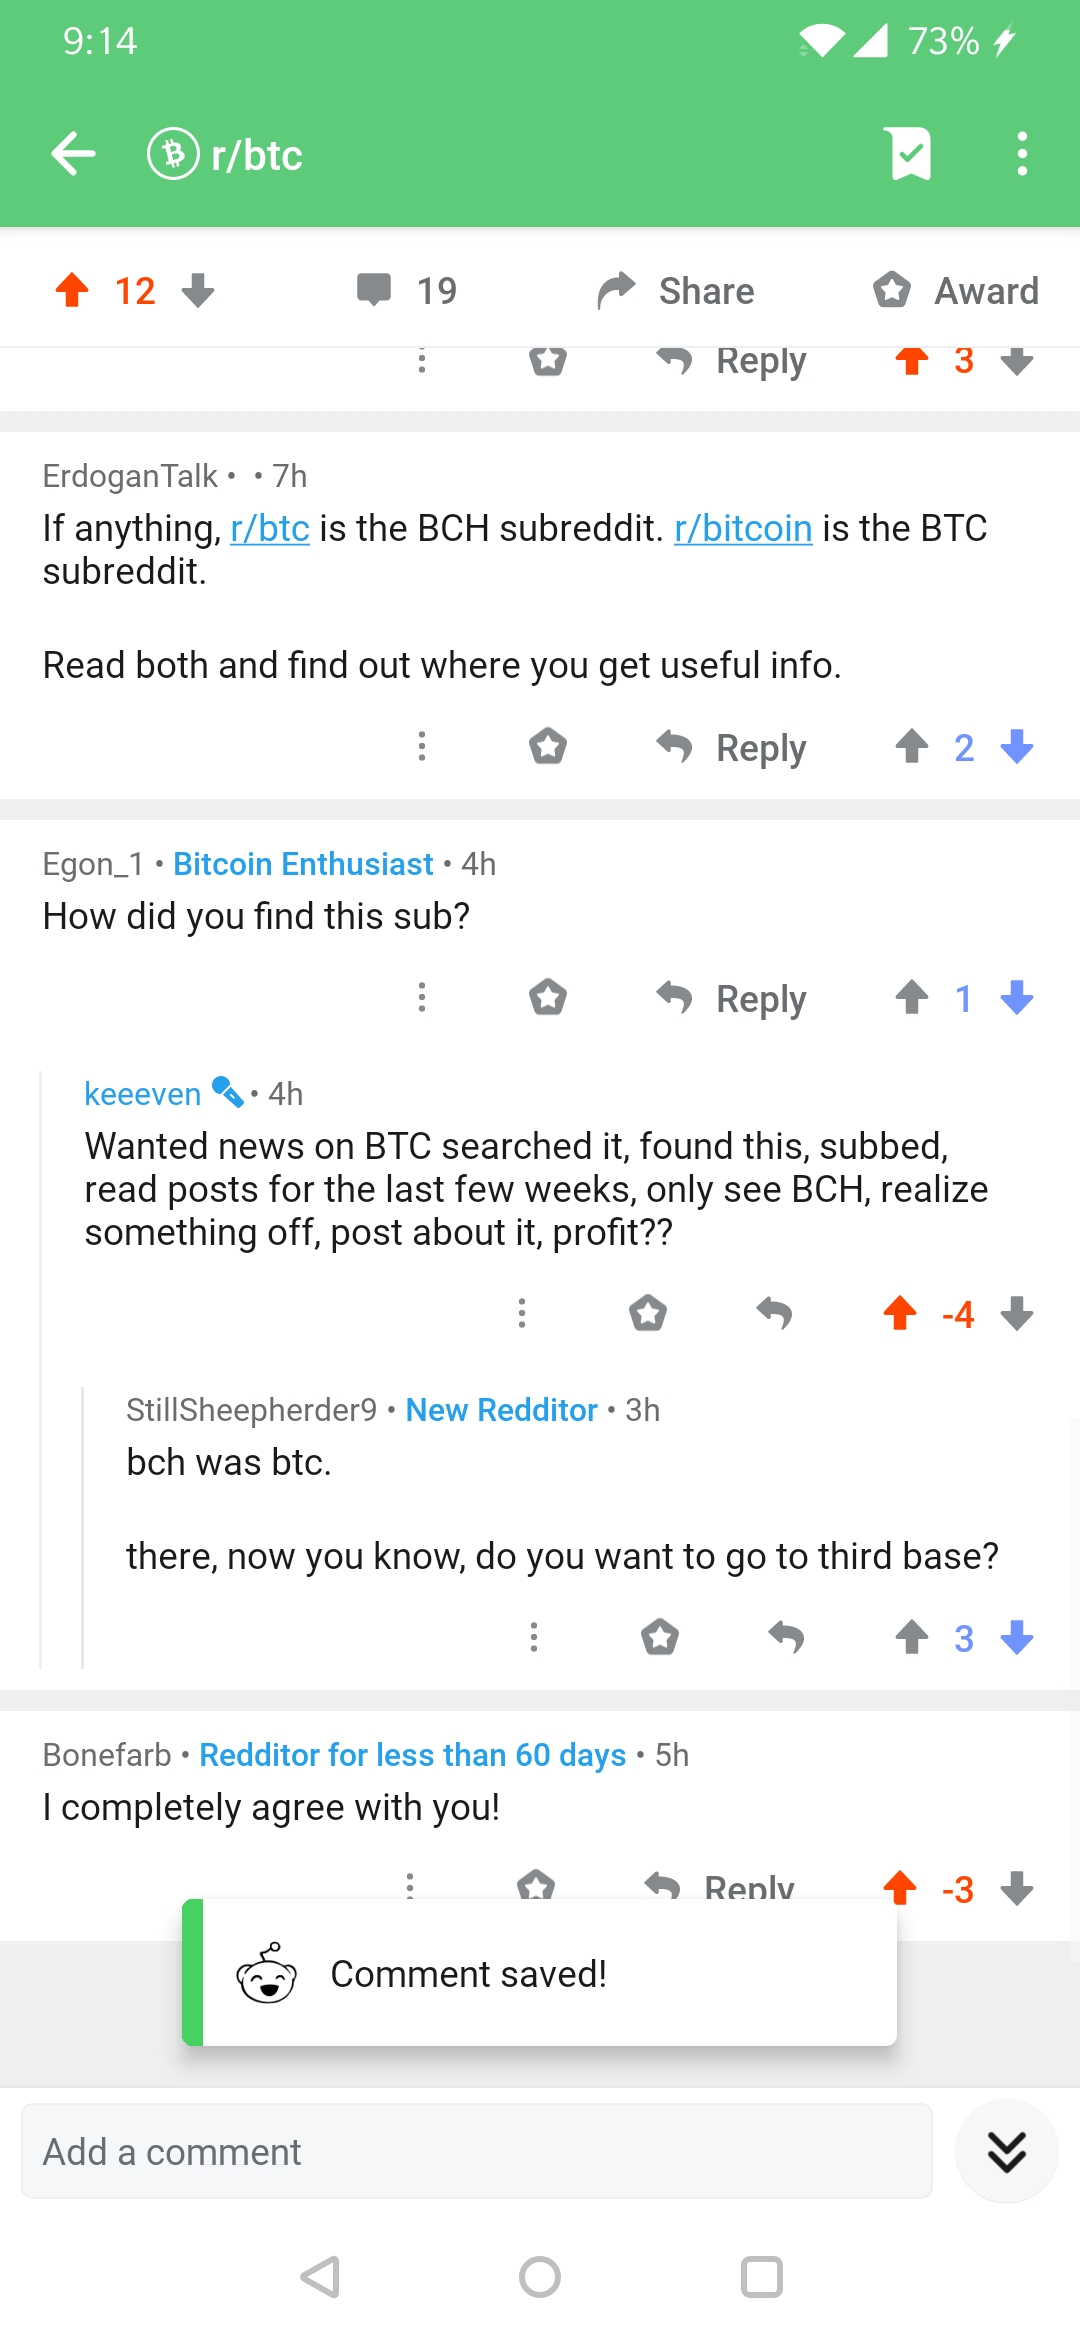 9:14 73%
r/btc
12 19 Share Award
Reply 3
ErdoganTalk • • 7h
If anything, r/btc is the BCH subreddit. r/bitcoin is the BTC
subreddit.
Read both and find out where you get useful info.
Reply 2
Egon_1 • Bitcoin Enthusiast • 4h
How did you find this sub?
Reply 1
keeeven • 4h
Wanted news on BTC searched it, found this, subbed,
read posts for the last few weeks, only see BCH, realize
something off, post about it, profit??
-4
StillSheepherder9 • New Redditor • 3h
bch was btc.
there, now you know, do you want to go to third base?
3
Bonefarb • Redditor for less than 60 days • 5h
I completely agree with you!
Reply -3
Comment saved!
Add a comment